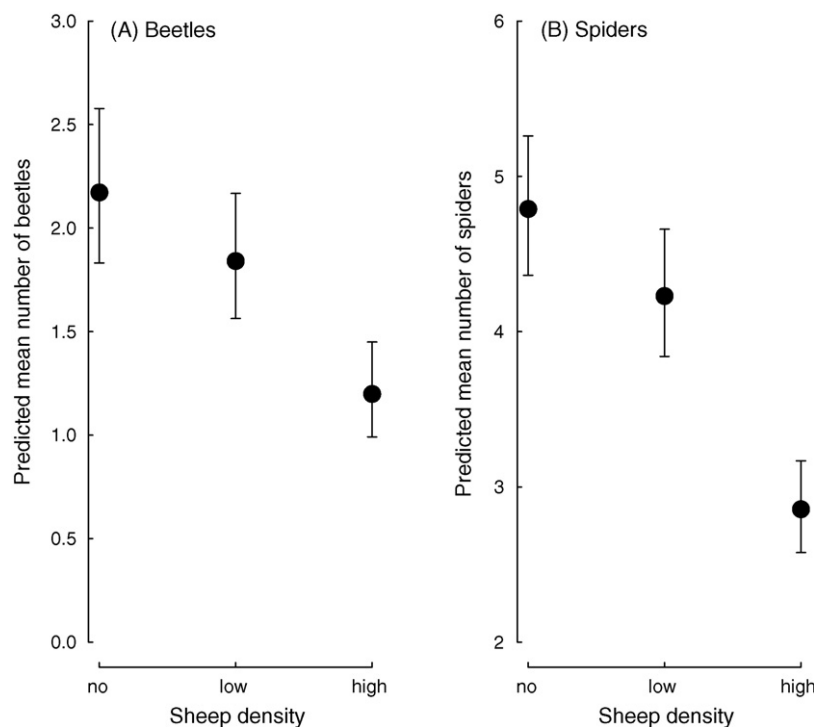 (A) Beetles
Predicted mean number of beetles
3.0
2.5
2.0
1.5
1.0
0.5
0.0
no low high
Sheep density
(B) Spiders
Predicted mean number of spiders
6
5
4
3
2
no low high
Sheep density